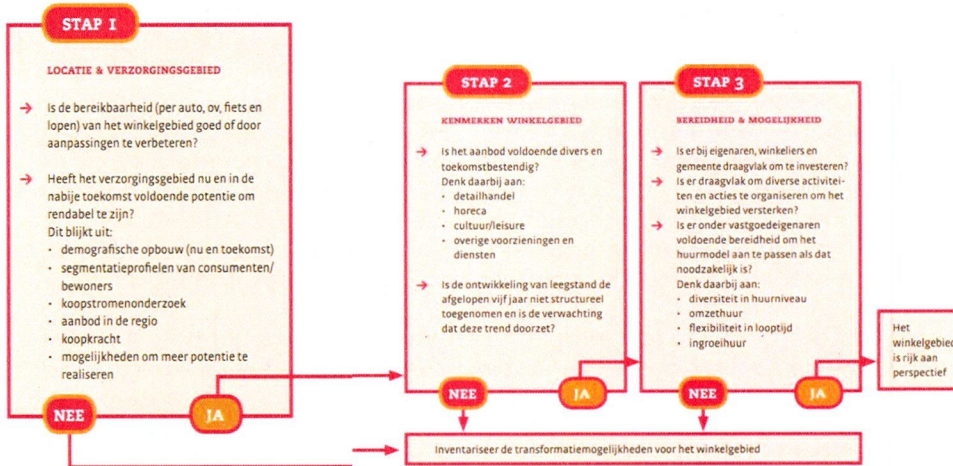 STAP 1
LOCATIE & VERZORGINGSGEBIED
→ Is de bereikbaarheid (per auto, ov, fiets en
lopen) van het winkelgebied goed of door
aanpassingen te verbeteren?
→ Heeft het verzorgingsgebied nu en in de
nabije toekomst voldoende potentie om
rendabel te zijn?
Dit blijkt uit:
· demografische opbouw (nu en toekomst)
· segmentatieprofielen van consumenten/
bewoners
· koopstromenonderzoek
· aanbod in de regio
· koopkracht
· mogelijkheden om meer potentie te
realiseren
NEE
JA
STAP 2
KENMERKEN WINKELGEBIED
→ Is het aanbod voldoende divers en
toekomstbestendig?
Denk daarbij aan:
· detailhandel
· horeca
· cultuur/leisure
· overige voorzieningen en
diensten
→ Is de ontwikkeling van leegstand de
afgelopen vijf jaar niet structureel
toegenomen en is de verwachting
dat deze trend doorzet?
NEE
JA
STAP 3
BEREIDHEID & MOGELIJKHEID
→ Is er bij eigenaren, winkeliers en
gemeente draagvlak om te investeren?
→ Is er draagvlak om diverse activitei-
ten en acties te organiseren om het
winkelgebied versterken?
→ Is er onder vastgoedeigenaren
voldoende bereidheid om het
huurmodel aan te passen als dat
noodzakelijk is?
Denk daarbij aan:
· diversiteit in huurniveau
· omzethuur
· flexibiliteit in looptijd
· ingroeihuur
NEE
JA
Het
winkelgebied
is rijk aan
perspectief
Inventariseer de transformatiemogelijkheden voor het winkelgebied